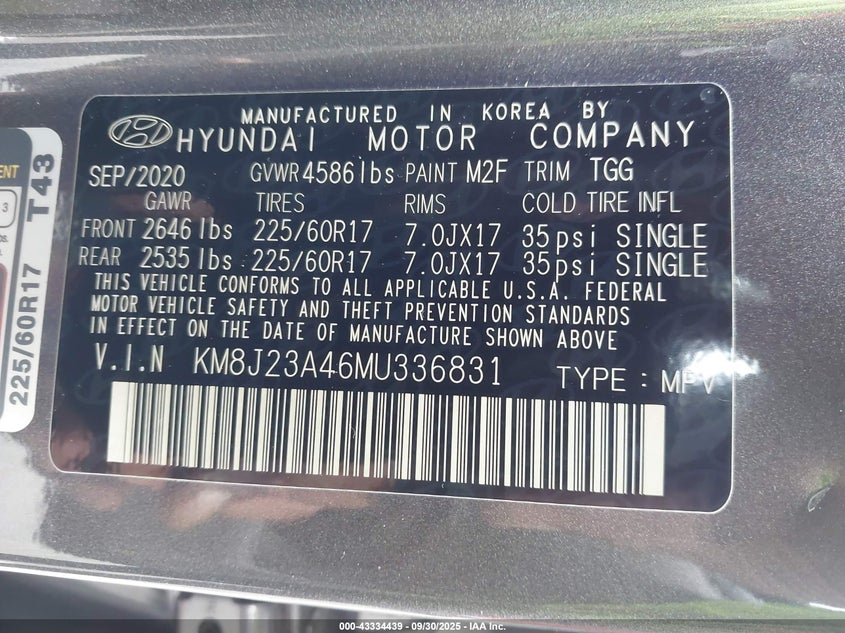 MANUFACTURED IN KOREA BY
HYUNDAI MOTOR COMPANY
SEP/2020 GVWR 4586 lbs PAINT M2F TRIM TGG
GAWR TIRES RIMS COLD TIRE INFL
FRONT 2646 lbs 225/60R17 7.0JX17 35psi SINGLE
REAR 2535 lbs 225/60R17 7.0JX17 35psi SINGLE
THIS VEHICLE CONFORMS TO ALL APPLICABLE U.S.A. FEDERAL
MOTOR VEHICLE SAFETY AND THEFT PREVENTION STANDARDS
IN EFFECT ON THE DATE OF MANUFACTURE SHOWN ABOVE
V.I.N KM8J23A46MU336831 TYPE : MPV
225/60R17 T43
3
000-43334439 - 09/30/2025 - IAA Inc.